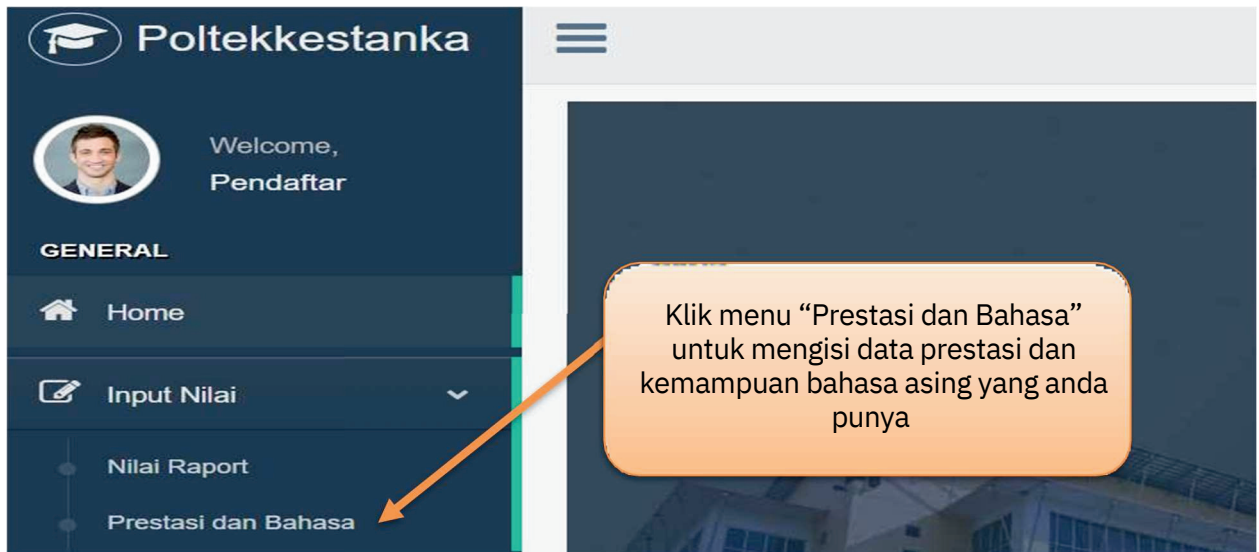 Poltekkestanka
Welcome,
Pendaftar
GENERAL
Home
Input Nilai
Nilai Raport
Prestasi dan Bahasa
Klik menu “Prestasi dan Bahasa”
untuk mengisi data prestasi dan
kemampuan bahasa asing yang anda
punya